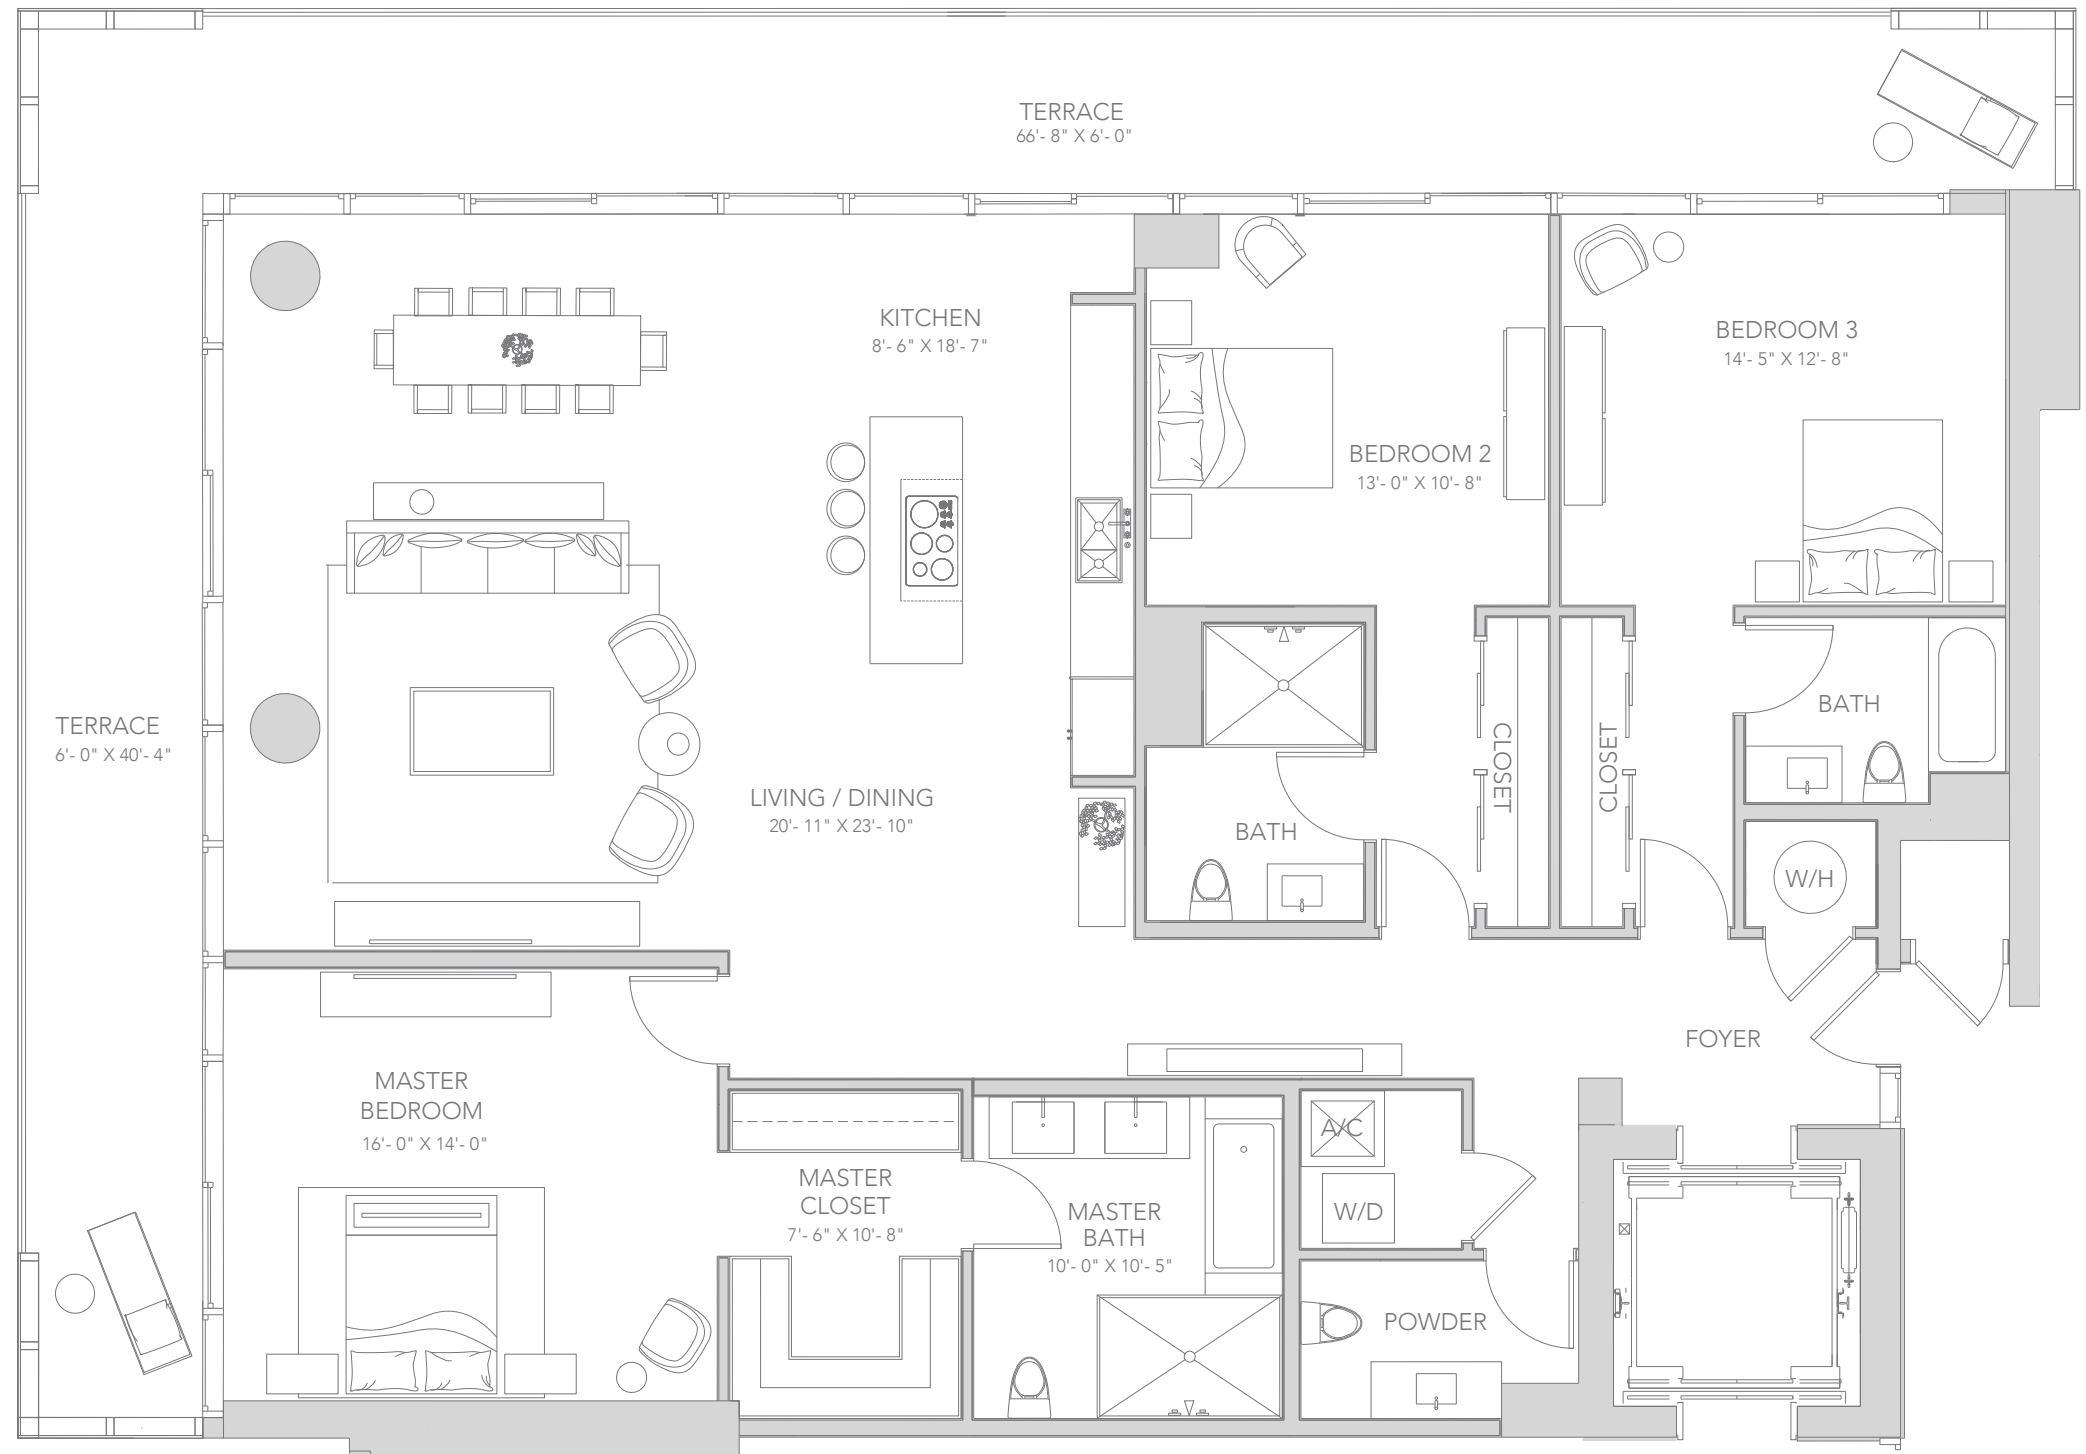 TERRACE
66'- 8" X 6'- 0"
KITCHEN
8'- 6" X 18'- 7"
BEDROOM 3
14'- 5" X 12'- 8"
BEDROOM 2
13'- 0" X 10'- 8"
TERRACE
6'- 0" X 40'- 4"
LIVING / DINING
20'- 11" X 23'- 10"
BATH
CLOSET
CLOSET
BATH
W/H
FOYER
MASTER
BEDROOM
16'- 0" X 14'- 0"
MASTER
CLOSET
7'- 6" X 10'- 8"
MASTER
BATH
10'- 0" X 10'- 5"
A/C
W/D
POWDER